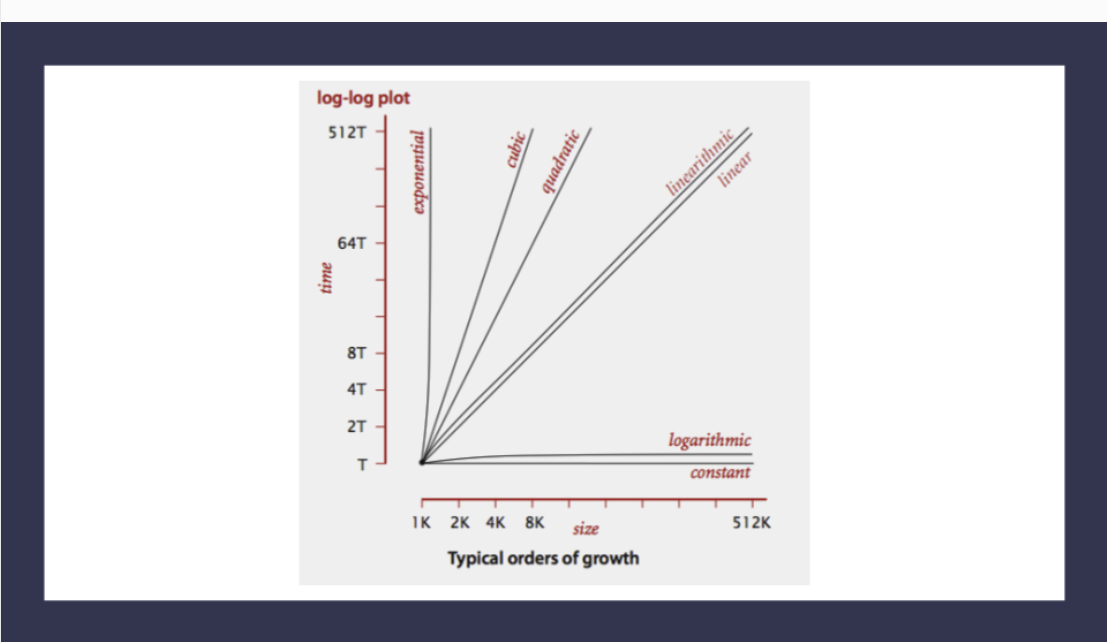 log-log plot
512T
64T
8T
4T
2T
T
time
exponential
cubic
quadratic
linearithmic
linear
logarithmic
constant
1K 2K 4K 8K 512K
size
Typical orders of growth